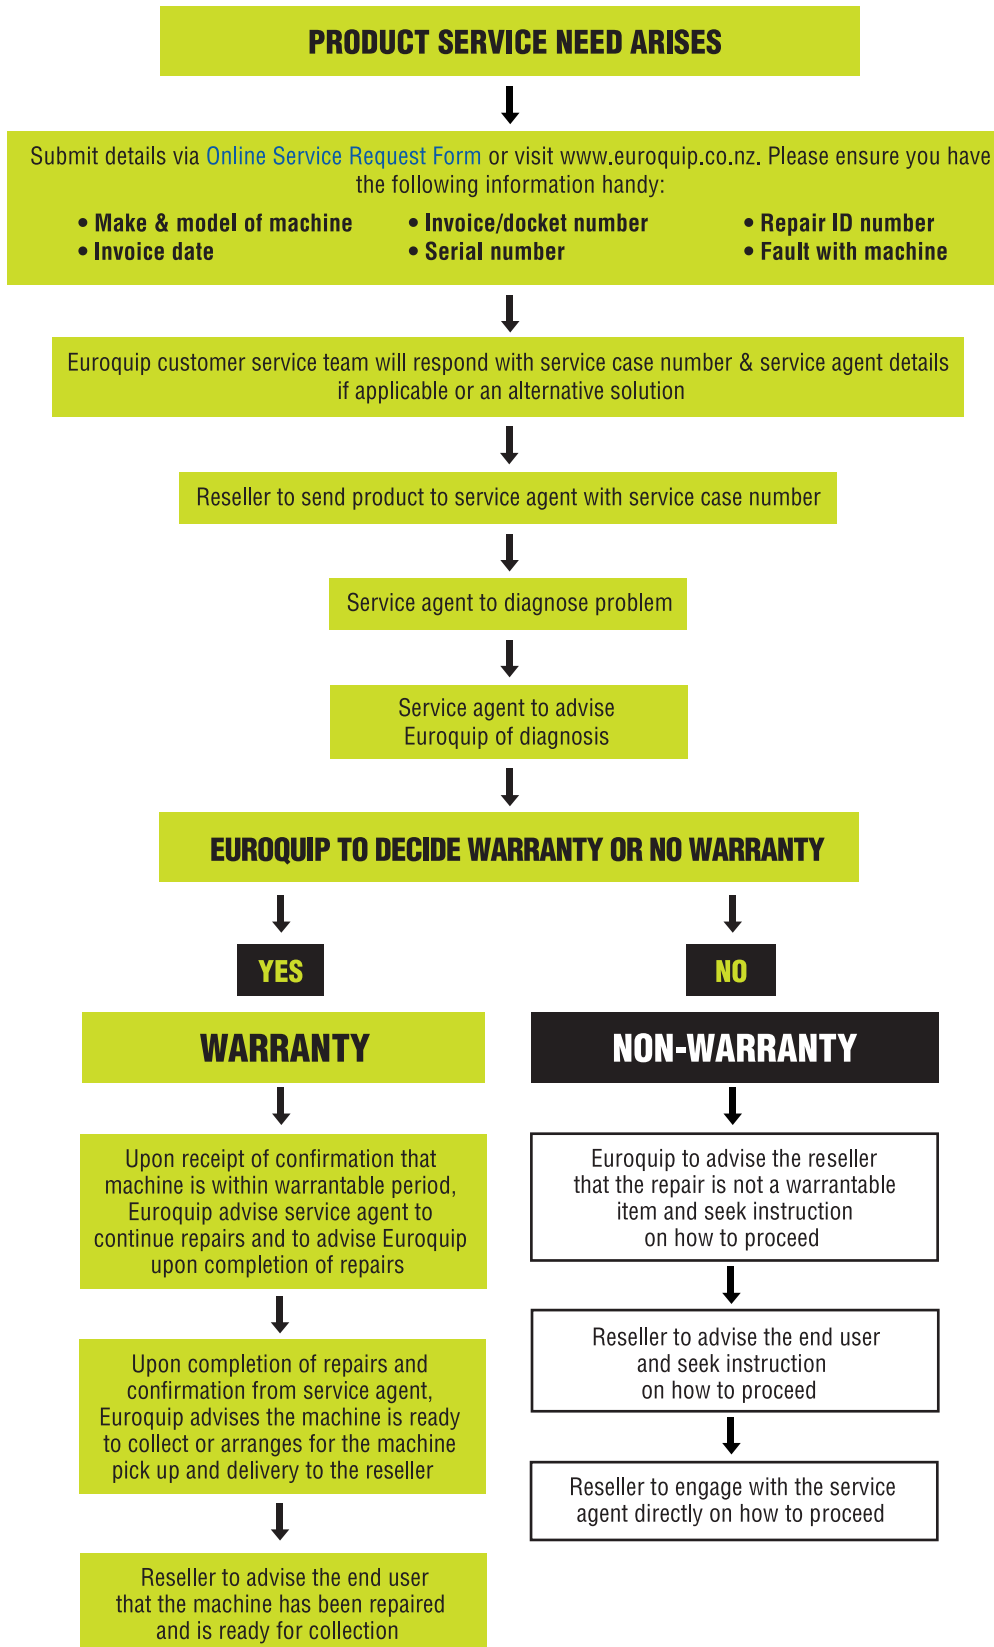 PRODUCT SERVICE NEED ARISES
Submit details via Online Service Request Form or visit www.euroquip.co.nz. Please ensure you have
the following information handy:
• Make & model of machine • Invoice/docket number • Repair ID number
• Invoice date • Serial number • Fault with machine
Euroquip customer service team will respond with service case number & service agent details
if applicable or an alternative solution
Reseller to send product to service agent with service case number
Service agent to diagnose problem
Service agent to advise
Euroquip of diagnosis
EUROQUIP TO DECIDE WARRANTY OR NO WARRANTY
YES
WARRANTY
Upon receipt of confirmation that
machine is within warrantable period,
Euroquip advise service agent to
continue repairs and to advise Euroquip
upon completion of repairs
Upon completion of repairs and
confirmation from service agent,
Euroquip advises the machine is ready
to collect or arranges for the machine
pick up and delivery to the reseller
Reseller to advise the end user
that the machine has been repaired
and is ready for collection
NO
NON-WARRANTY
Euroquip to advise the reseller
that the repair is not a warrantable
item and seek instruction
on how to proceed
Reseller to advise the end user
and seek instruction
on how to proceed
Reseller to engage with the service
agent directly on how to proceed